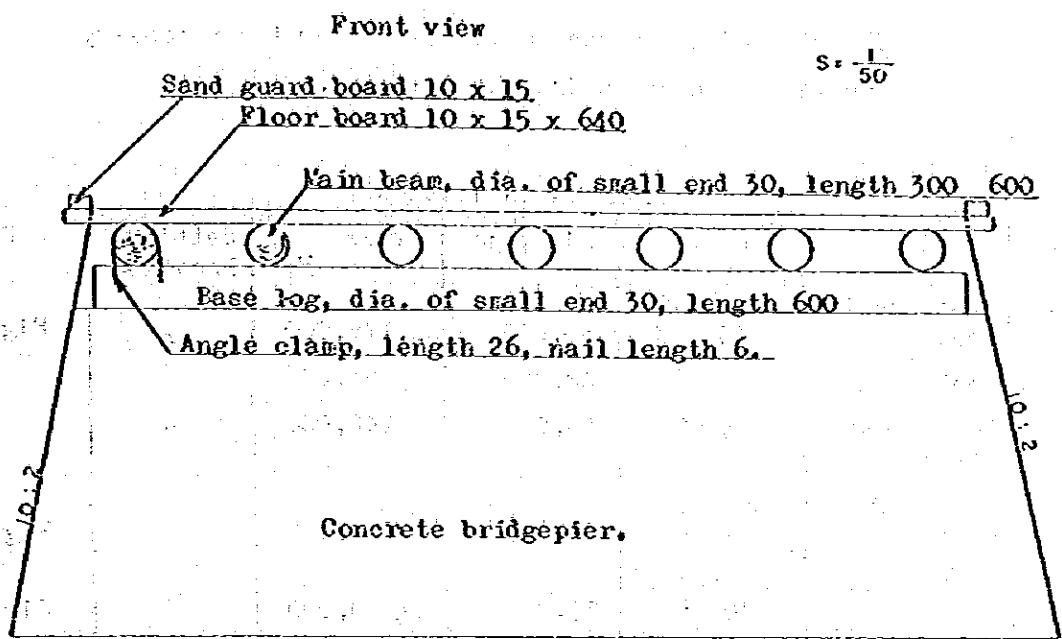 Front view
S = 1/50
Sand guard board 10 x 15
Floor board 10 x 15 x 640
Main beam, dia. of small end 30, length 300 600
Base log, dia. of small end 30, length 600
Angle clamp, length 26, nail length 6.
10:2
10:2
Concrete bridgepier.